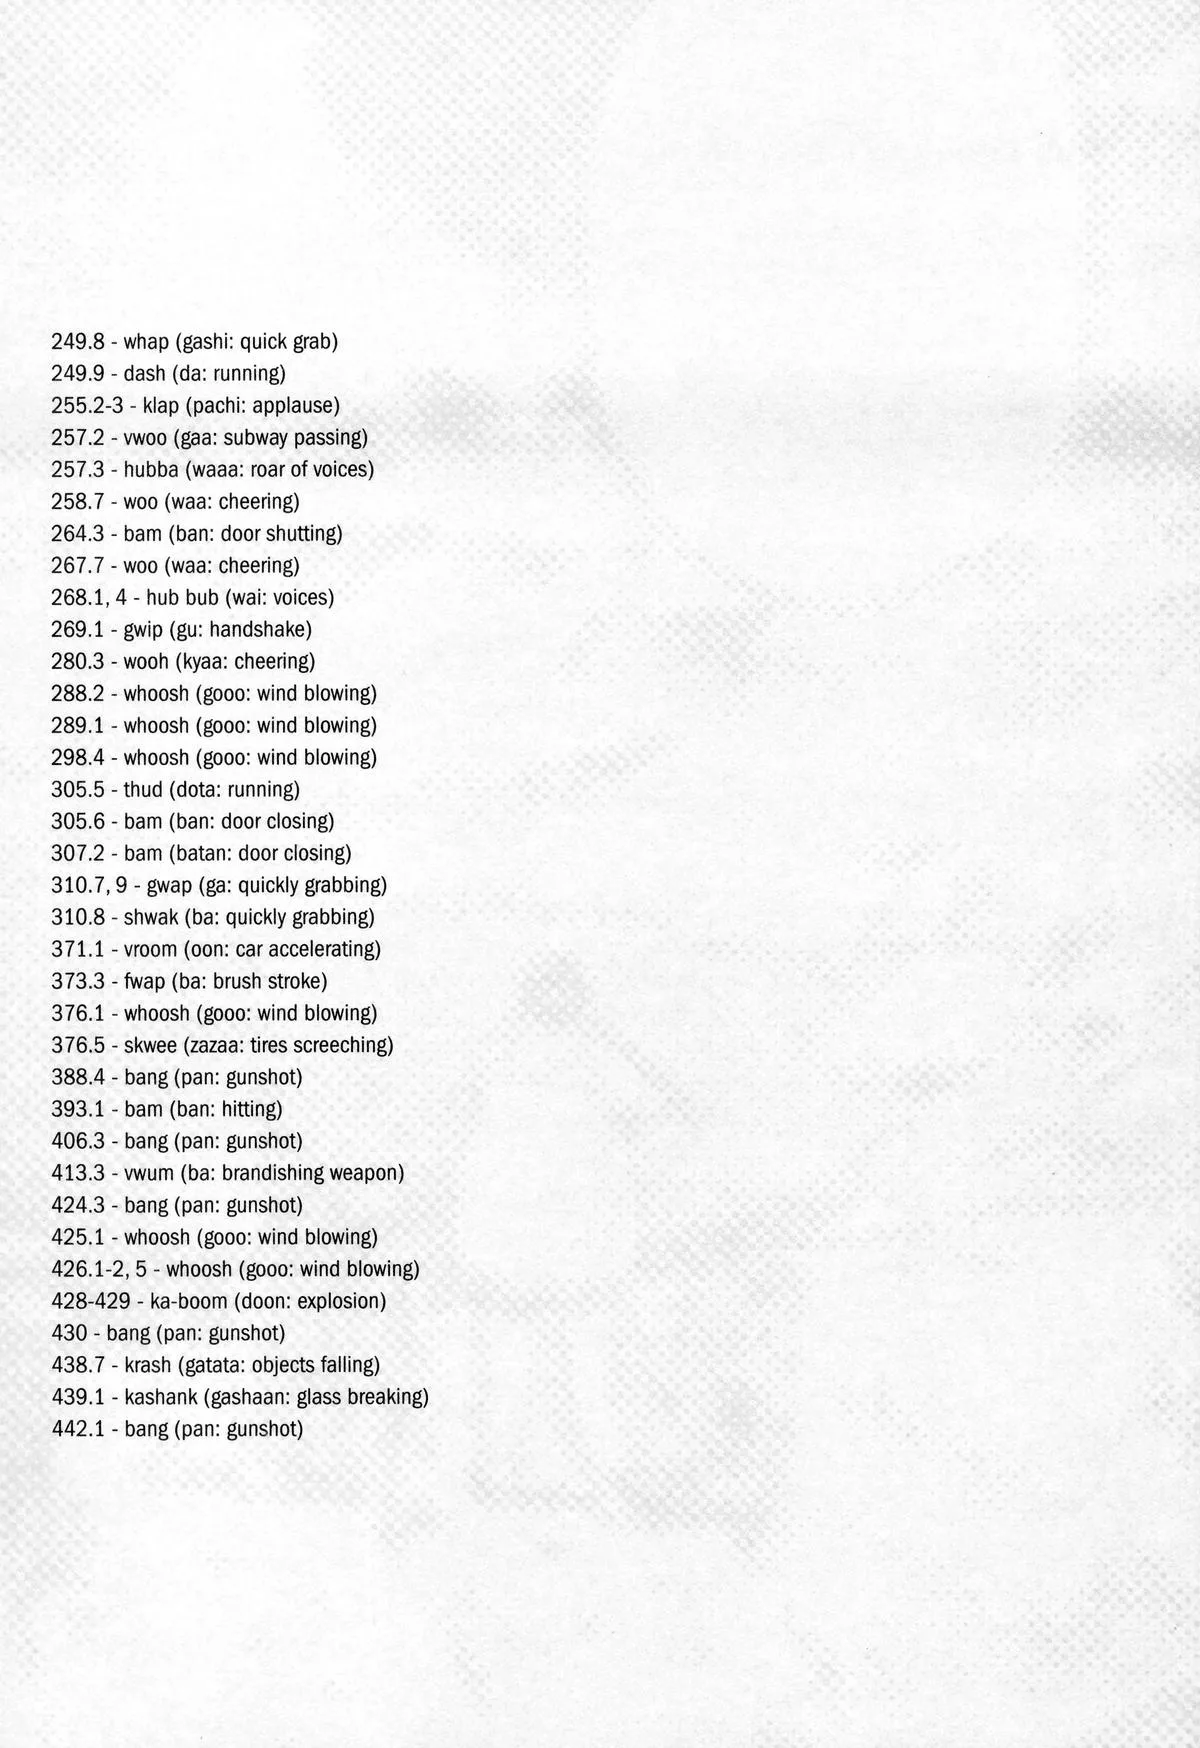 249.8 - whap (gashi: quick grab)
249.9 - dash (da: running)
255.2-3 - klap (pachi: applause)
257.2 - vwoo (gaa: subway passing)
257.3 - hubba (waaa: roar of voices)
258.7 - woo (waa: cheering)
264.3 - bam (ban: door shutting)
267.7 - woo (waa: cheering)
268.1, 4 - hub bub (wai: voices)
269.1 - gwip (gu: handshake)
280.3 - wooh (kyaa: cheering)
288.2 - whoosh (gooo: wind blowing)
289.1 - whoosh (gooo: wind blowing)
298.4 - whoosh (gooo: wind blowing)
305.5 - thud (dota: running)
305.6 - bam (ban: door closing)
307.2 - bam (batan: door closing)
310.7, 9 - gwap (ga: quickly grabbing)
310.8 - shwak (ba: quickly grabbing)
371.1 - vroom (oon: car accelerating)
373.3 - fwap (ba: brush stroke)
376.1 - whoosh (gooo: wind blowing)
376.5 - skwee (zazaa: tires screeching)
388.4 - bang (pan: gunshot)
393.1 - bam (ban: hitting)
406.3 - bang (pan: gunshot)
413.3 - vwum (ba: brandishing weapon)
424.3 - bang (pan: gunshot)
425.1 - whoosh (gooo: wind blowing)
426.1-2, 5 - whoosh (gooo: wind blowing)
428-429 - ka-boom (doon: explosion)
430 - bang (pan: gunshot)
438.7 - krash (gatata: objects falling)
439.1 - kashank (gashaan: glass breaking)
442.1 - bang (pan: gunshot)